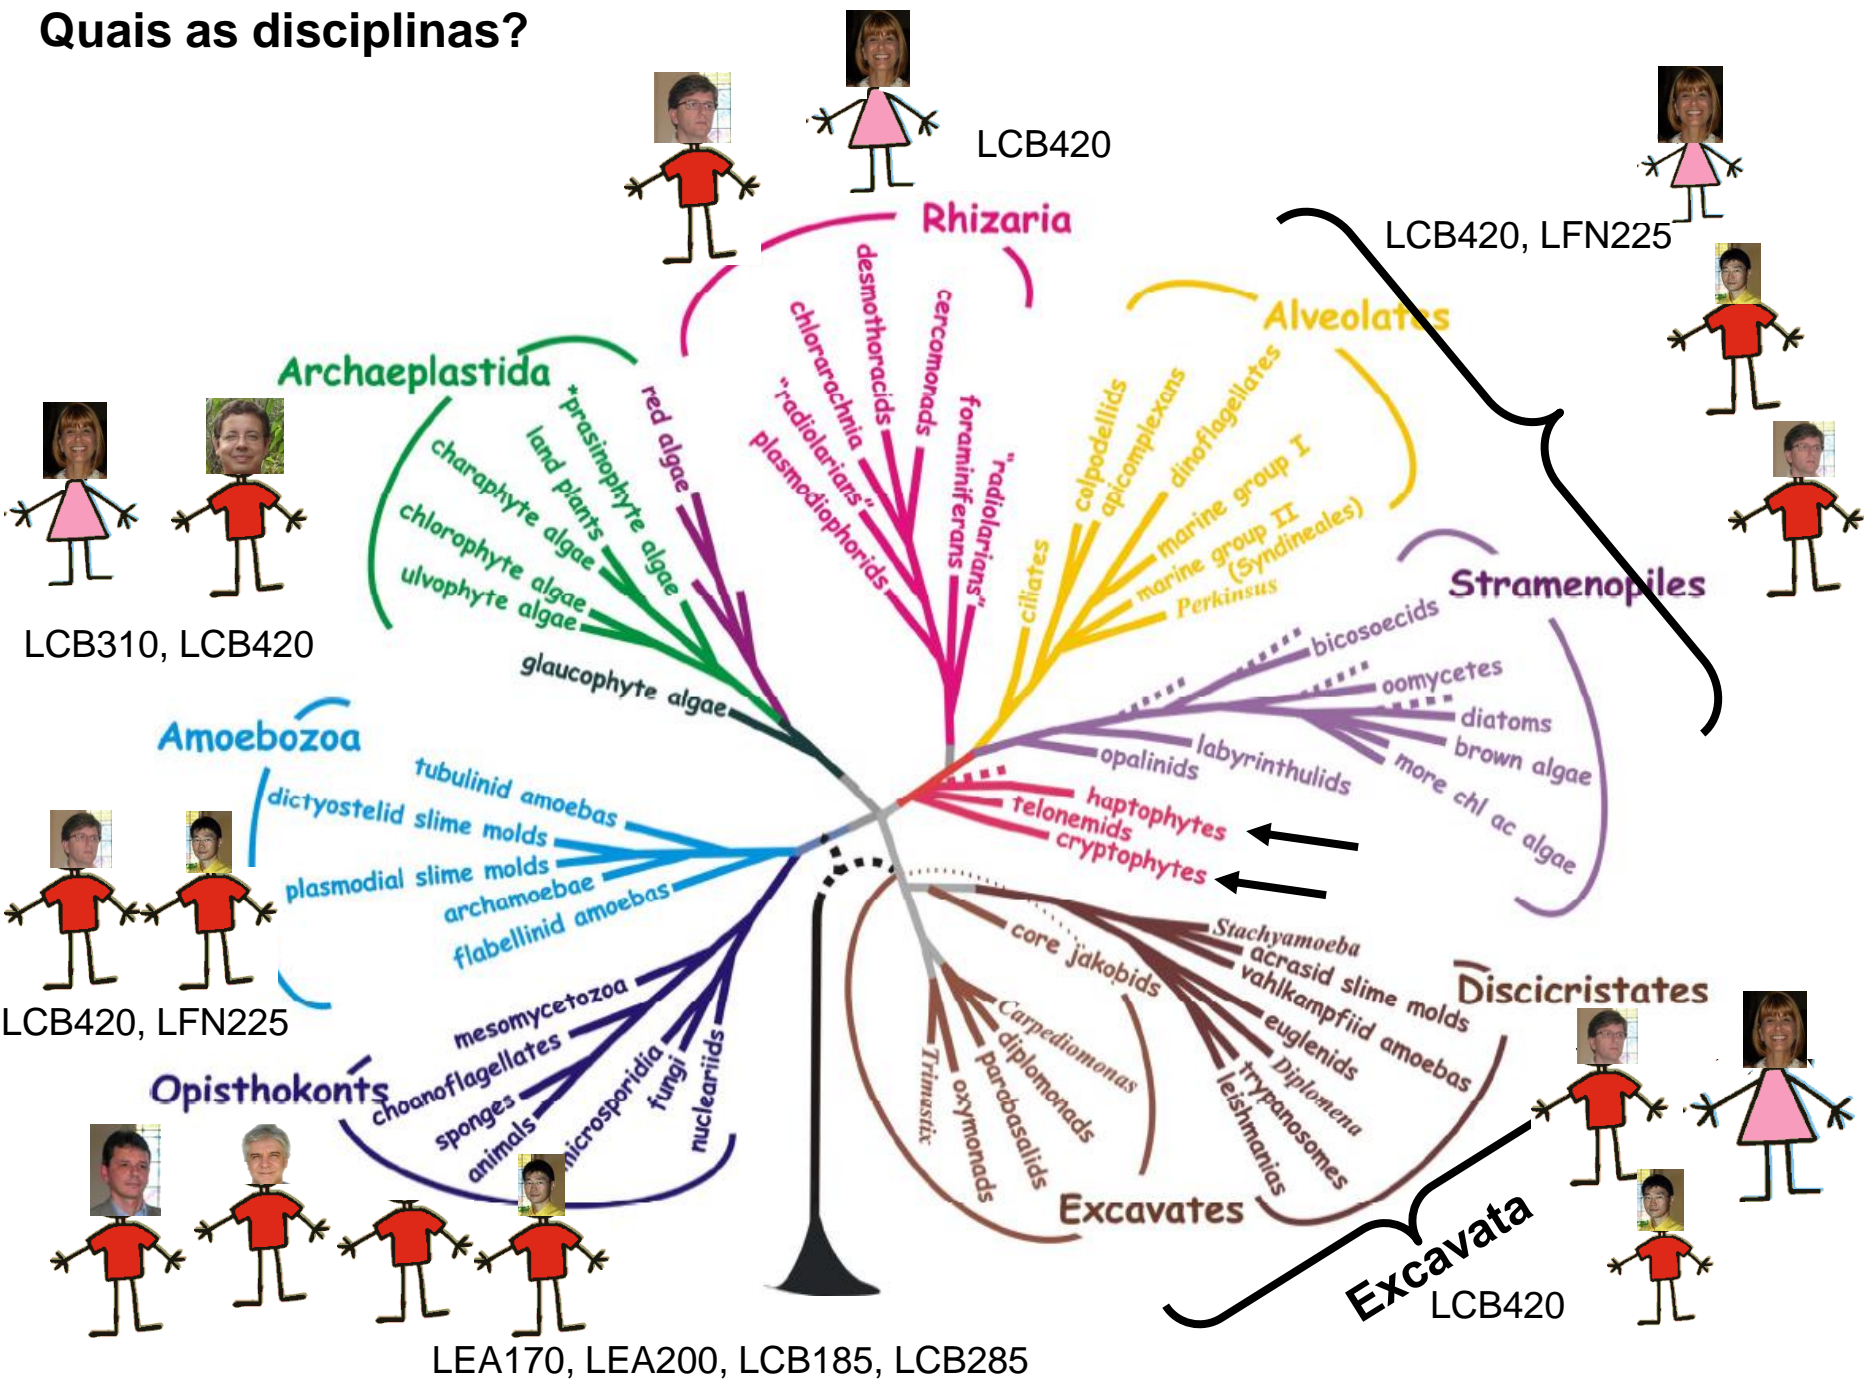 Quais as disciplinas?
LCB420
LCB420, LFN225
Rhizaria
desmothoracids
cercomonads
chlorarachnia
"radiolarians"
plasmodiophorids
foraminiferans
"radiolarians"
Alveolates
colpodellids
apicomplexans
dinoflagellates
marine group I
marine group II
(Syndineales)
Perkinsus
ciliates
Archaeplastida
red algae
*prasinophyte algae
land plants
charaphyte algae
chlorophyte algae
ulvophyte algae
glaucophyte algae
LCB310, LCB420
Stramenopiles
bicosoecids
oomycetes
diatoms
brown algae
more chl ac algae
labyrinthulids
opalinids
haptophytes
telonemids
cryptophytes
Amoebozoa
tubulinid amoebas
dictyostelid slime molds
plasmodial slime molds
archamoebae
flabellinid amoebas
LCB420, LFN225
Discicristates
Stachyamoeba
acrasid slime molds
vahlkampfiid amoebas
euglenids
Diplomena
trypanosomes
leishmanias
core jakobids
Carpediomonas
diplomonads
parabasalids
oxymonads
Trimastix
Excavates
Opisthokonts
mesomycetozoa
choanoflagellates
sponges
animals
microsporidia
fungi
nucleariids
Excavata
LCB420
LEA170, LEA200, LCB185, LCB285